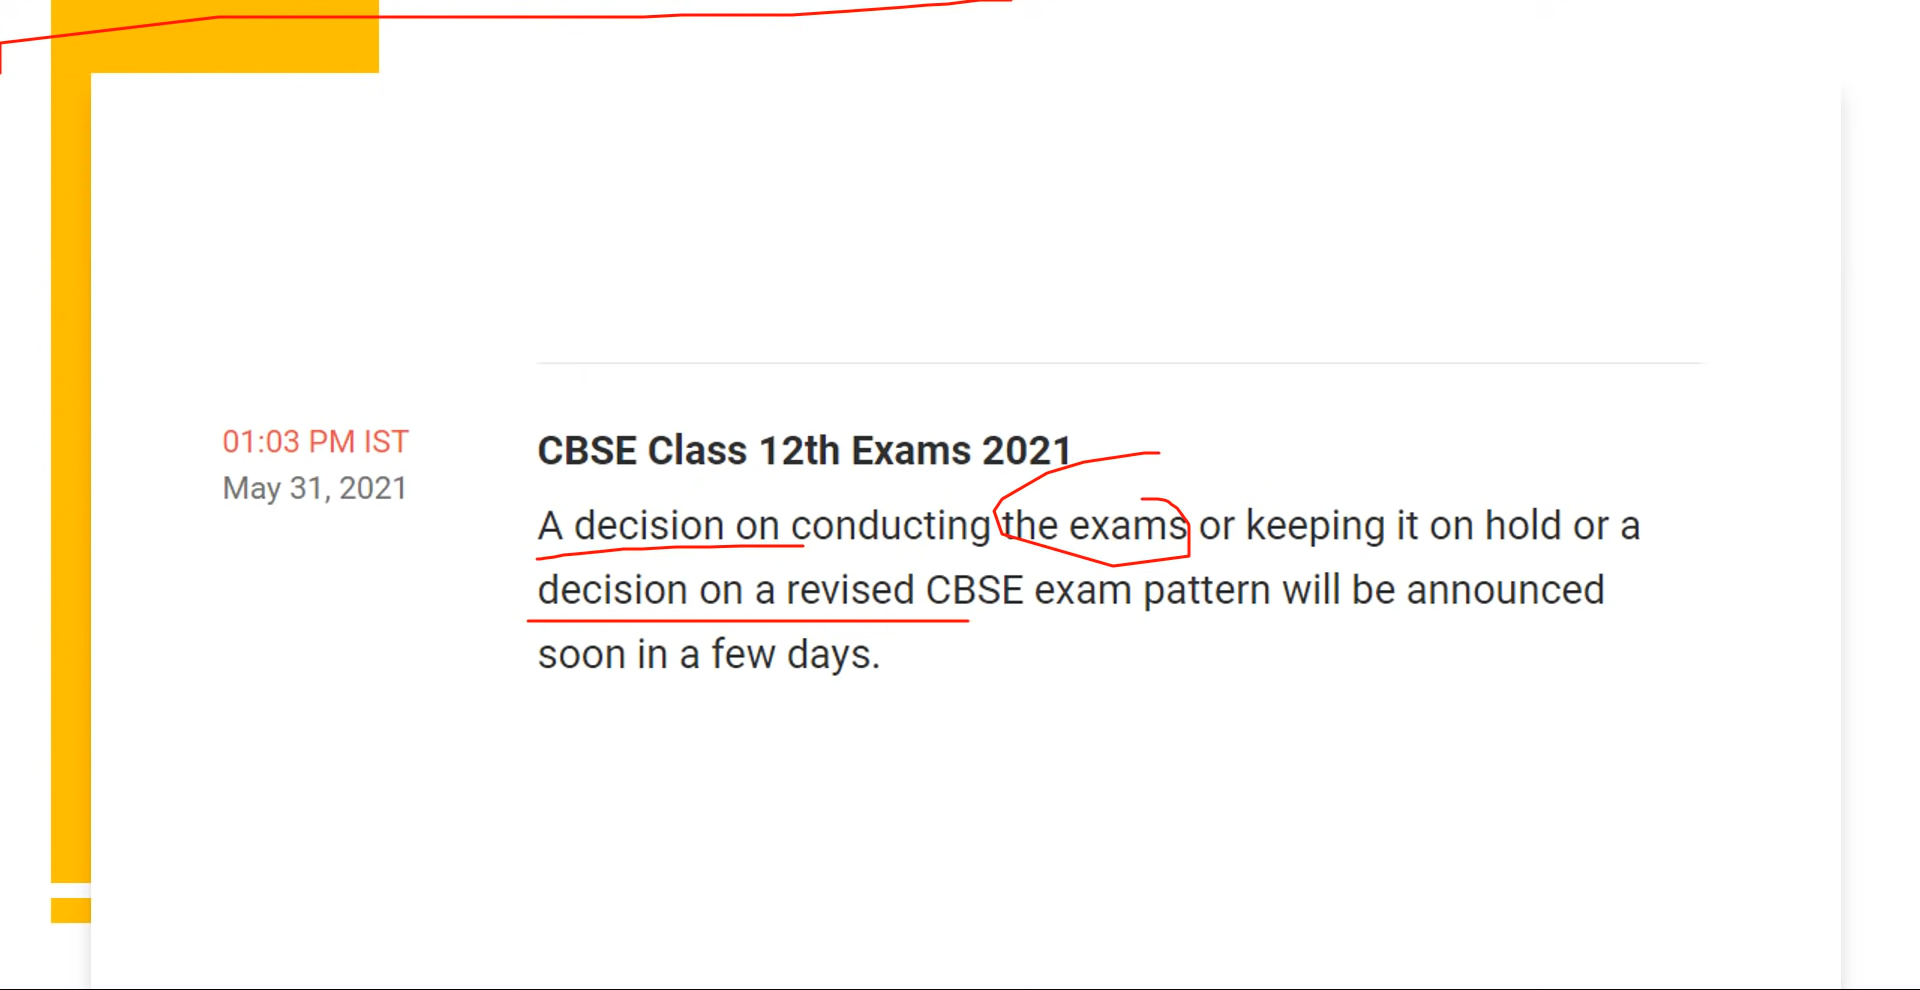 01:03 PM IST
May 31, 2021
CBSE Class 12th Exams 2021
A decision on conducting the exams or keeping it on hold or a
decision on a revised CBSE exam pattern will be announced
soon in a few days.